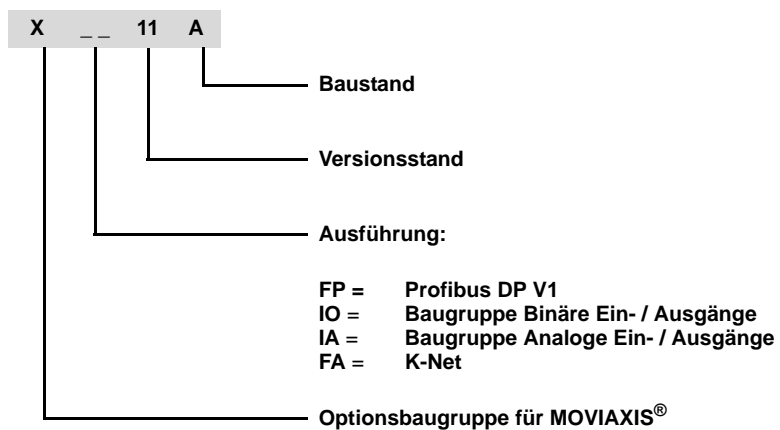 X _ _ 11 A
Baustand
Versionsstand
Ausführung:
FP = Profibus DP V1
IO = Baugruppe Binäre Ein- / Ausgänge
IA = Baugruppe Analoge Ein- / Ausgänge
FA = K-Net
Optionsbaugruppe für MOVIAXIS®